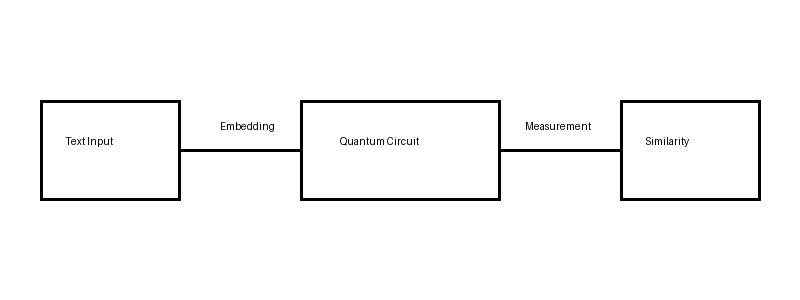 Text Input
Embedding
Quantum Circuit
Measurement
Similarity